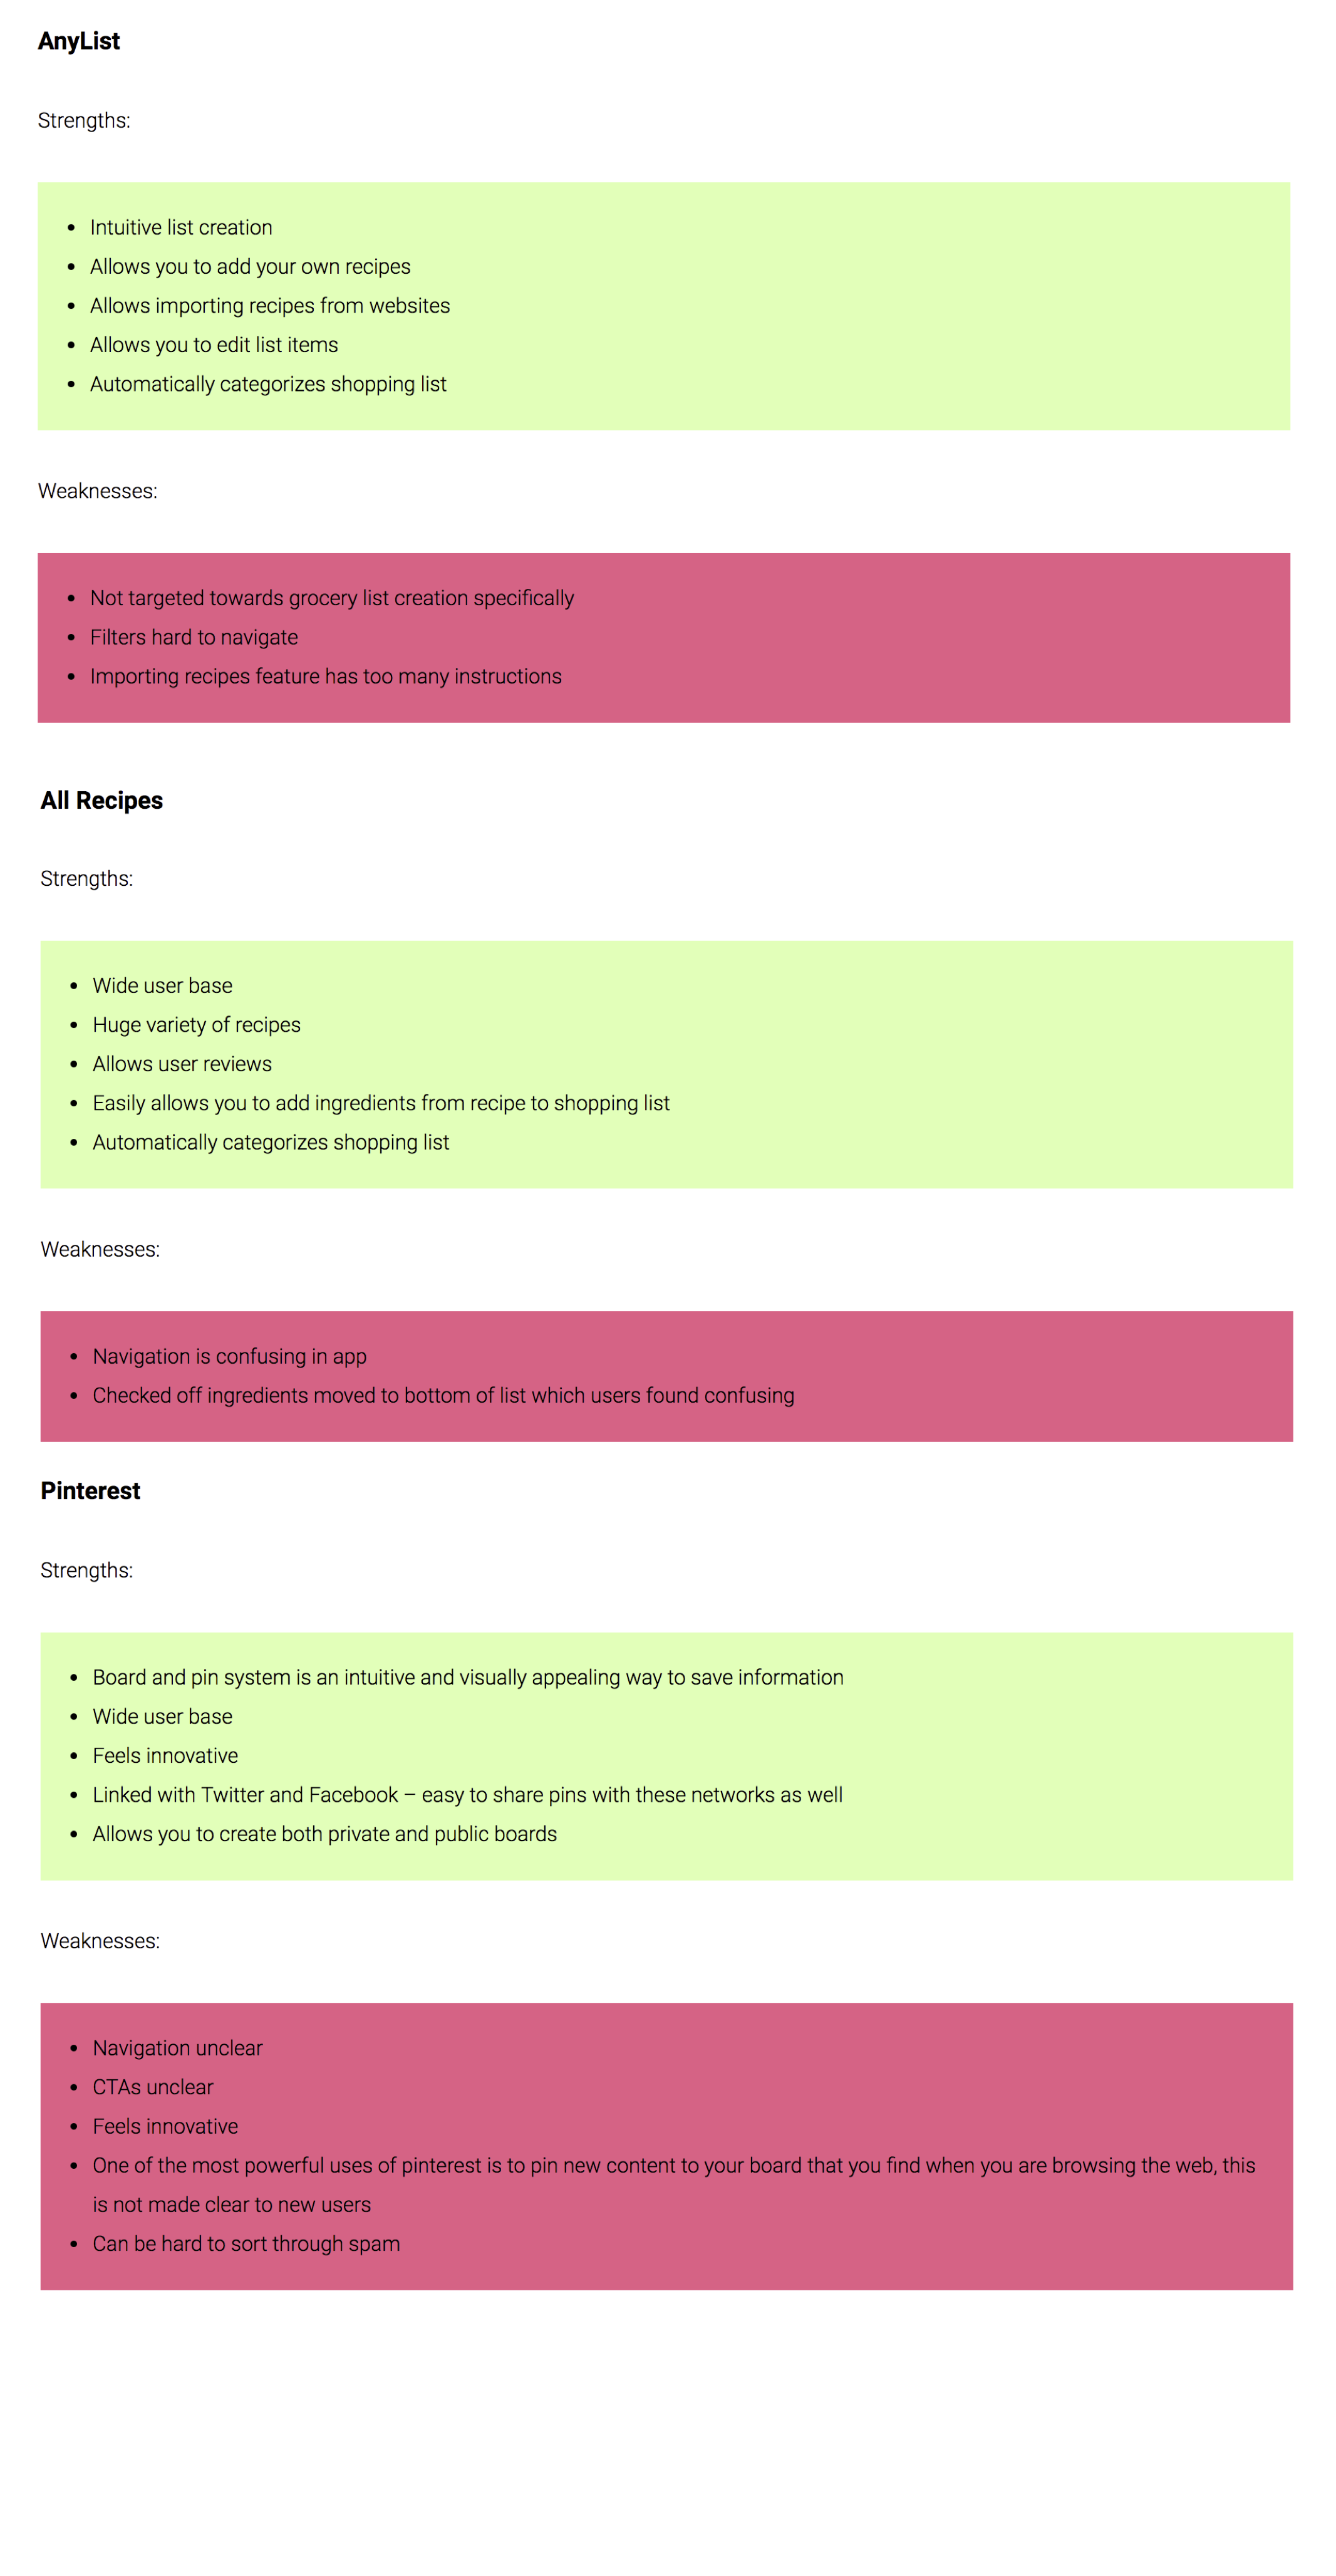 AnyList
Strengths:
• Intuitive list creation
• Allows you to add your own recipes
• Allows importing recipes from websites
• Allows you to edit list items
• Automatically categorizes shopping list
Weaknesses:
• Not targeted towards grocery list creation specifically
• Filters hard to navigate
• Importing recipes feature has too many instructions
All Recipes
Strengths:
• Wide user base
• Huge variety of recipes
• Allows user reviews
• Easily allows you to add ingredients from recipe to shopping list
• Automatically categorizes shopping list
Weaknesses:
• Navigation is confusing in app
• Checked off ingredients moved to bottom of list which users found confusing
Pinterest
Strengths:
• Board and pin system is an intuitive and visually appealing way to save information
• Wide user base
• Feels innovative
• Linked with Twitter and Facebook – easy to share pins with these networks as well
• Allows you to create both private and public boards
Weaknesses:
• Navigation unclear
• CTAs unclear
• Feels innovative
• One of the most powerful uses of pinterest is to pin new content to your board that you find when you are browsing the web, this
is not made clear to new users
• Can be hard to sort through spam